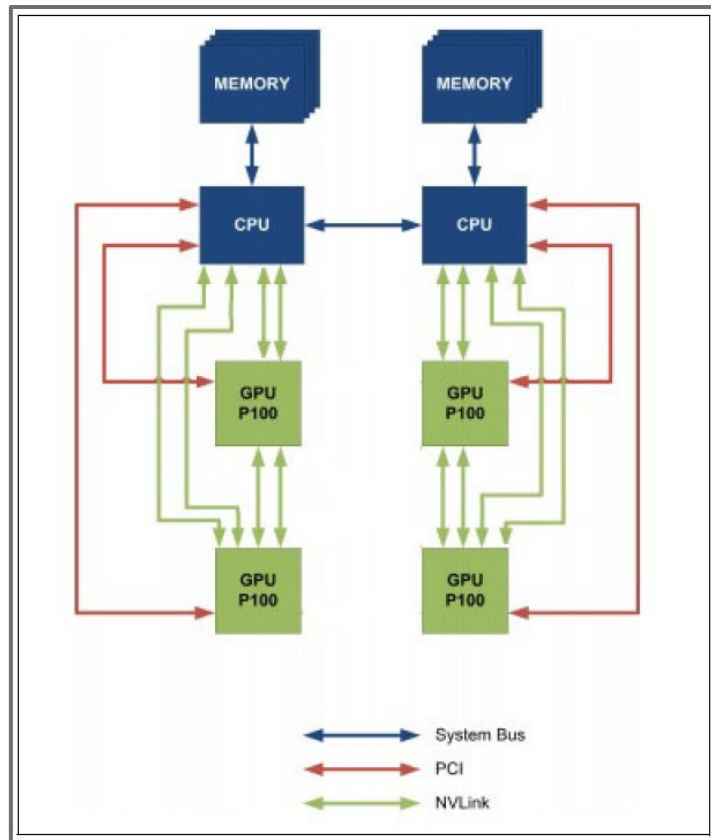 MEMORY
MEMORY
CPU
CPU
GPU
P100
GPU
P100
GPU
P100
GPU
P100
System Bus
PCI
NVLink